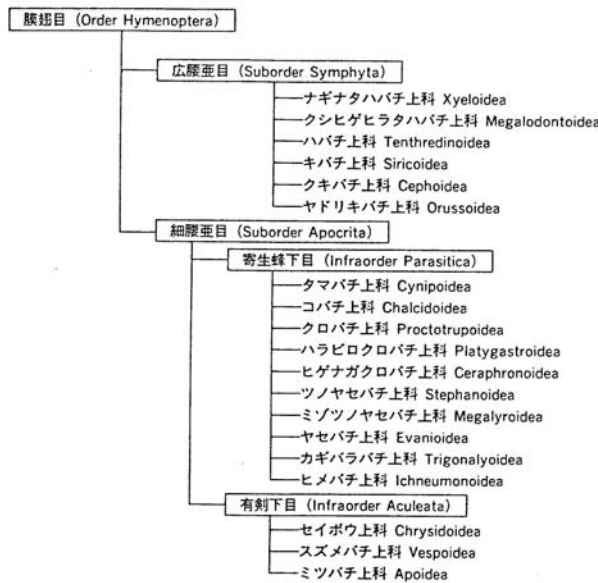 膜翅目 (Order Hymenoptera)
広腰亜目 (Suborder Symphyta)
ナギナタハバチ上科 Xyeloidea
クシヒゲヒラタハバチ上科 Megalodontoidea
ハバチ上科 Tenthredinoidea
キバチ上科 Siricoidea
クキバチ上科 Cephoidea
ヤドリキバチ上科 Orussoidea
細腰亜目 (Suborder Apocrita)
寄生蜂下目 (Infraorder Parasitica)
タマバチ上科 Cynipoidea
コバチ上科 Chalcidoidea
クロバチ上科 Proctotrupoidea
ハラビロクロバチ上科 Platygastroidea
ヒゲナガクロバチ上科 Ceraphronoidea
ツノヤセバチ上科 Stephanoidea
ミゾツノヤセバチ上科 Megalyroidea
ヤセバチ上科 Evanioidea
カギバラバチ上科 Trigonalyoidea
ヒメバチ上科 Ichneumonoidea
有剣下目 (Infraorder Aculeata)
セイボウ上科 Chrysidoidea
スズメバチ上科 Vespoidea
ミツバチ上科 Apoidea